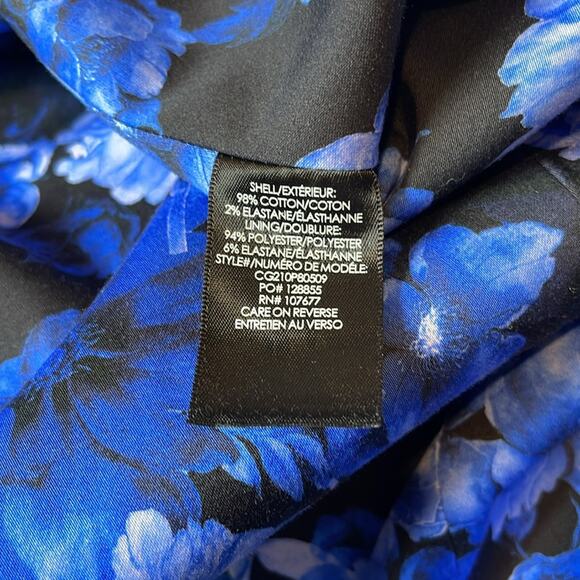 SHELL/EXTÉRIEUR:
98% COTTON/COTON
2% ELASTANE/ÉLASTHANNE
LINING/DOUBLURE:
94% POLYESTER/POLYESTER
6% ELASTANE/ÉLASTHANNE
STYLE#/NUMÉRO DE MODÈLE:
CG210P80509
PO# 128855
RN# 107677
CARE ON REVERSE
ENTRETIEN AU VERSO